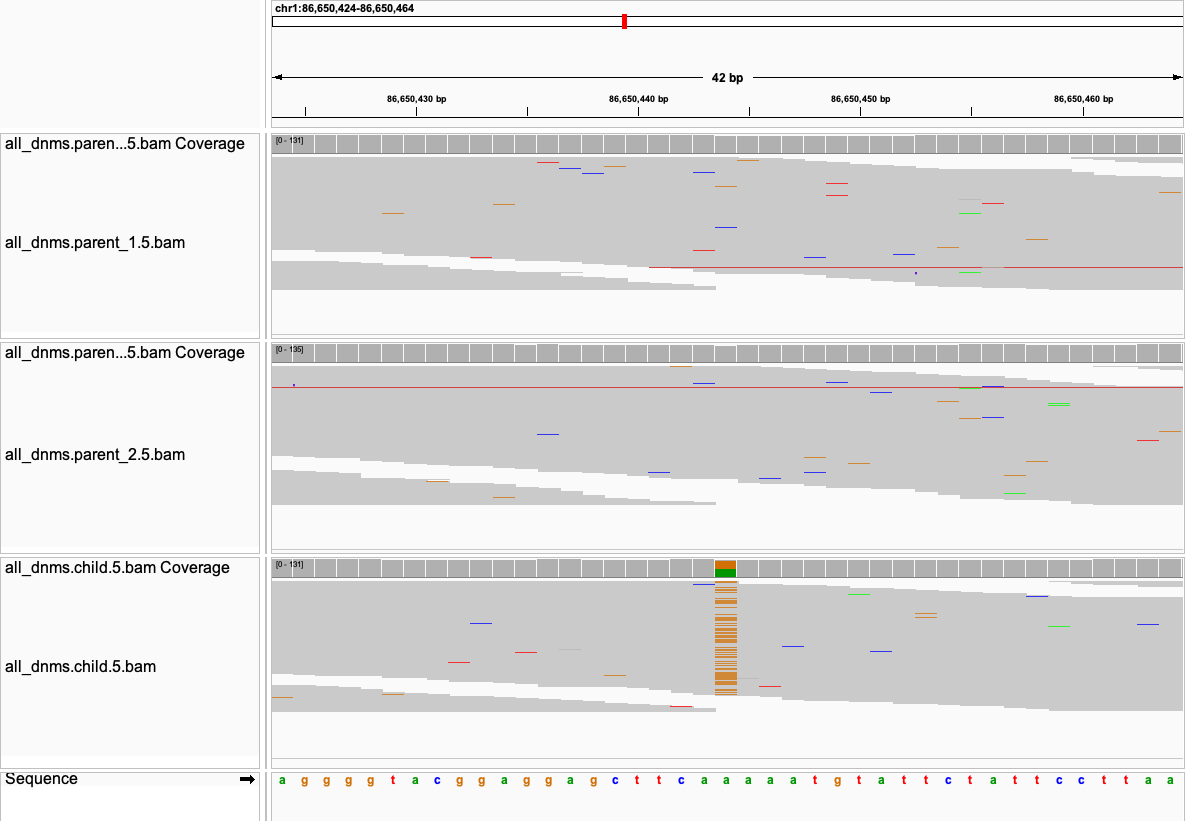 chr1:86,650,424-86,650,464
42 bp
86,650,430 bp 86,650,440 bp 86,650,450 bp 86,650,460 bp
all_dnms.paren...5.bam Coverage
[0 - 131]
all_dnms.parent_1.5.bam
all_dnms.paren...5.bam Coverage
[0 - 135]
all_dnms.parent_2.5.bam
all_dnms.child.5.bam Coverage
[0 - 131]
all_dnms.child.5.bam
Sequence a g g g g t a c g g a g g a g c t t c a a a a a t g t a t t c t a t t c c t t a a